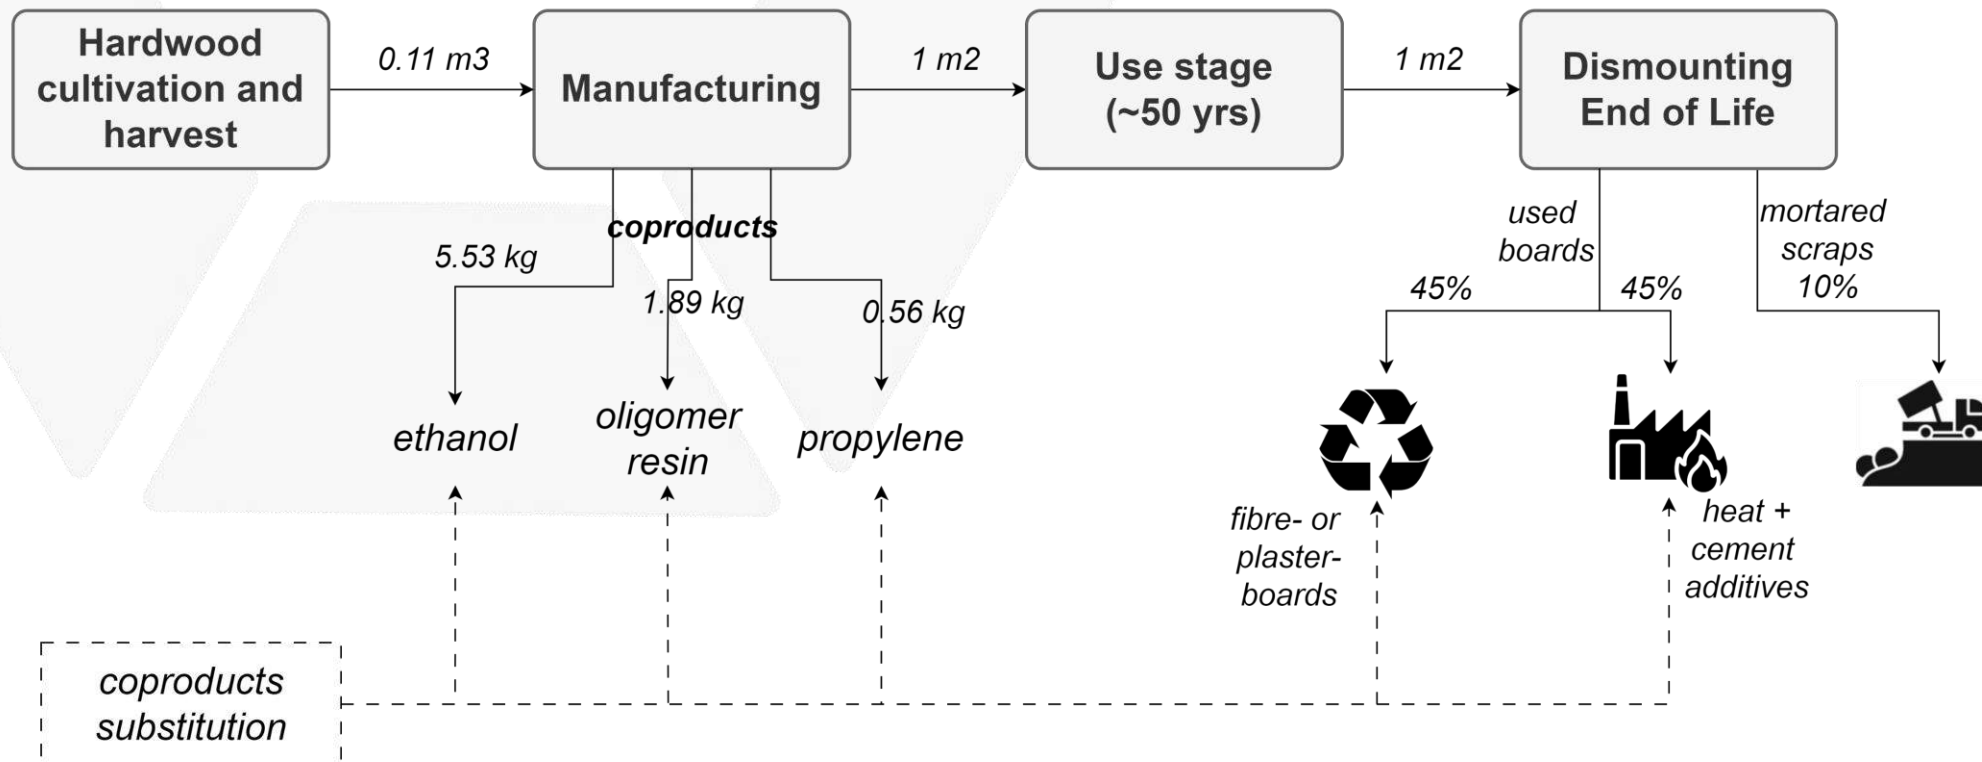 Hardwood
cultivation and
harvest
0.11 m3
Manufacturing
1 m2
Use stage
(~50 yrs)
1 m2
Dismounting
End of Life
coproducts
5.53 kg
1.89 kg
0.56 kg
used
boards
45%
45%
mortared
scraps
10%
ethanol
oligomer
resin
propylene
fibre- or
plaster-
boards
heat +
cement
additives
coproducts
substitution